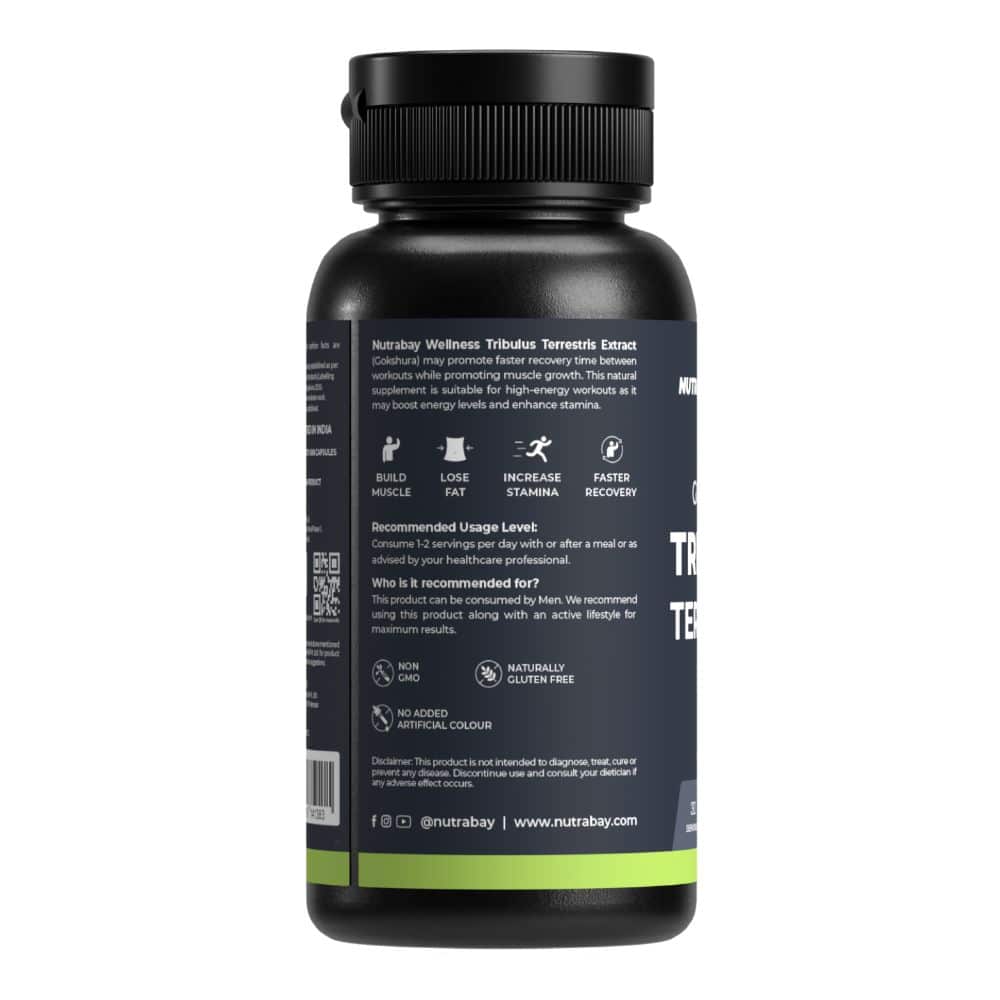 Nutrabay Wellness Tribulus Terrestris Extract
(Gokshura) may promote faster recovery time between
workouts while promoting muscle growth. This natural
supplement is suitable for high-energy workouts as it
may boost energy levels and enhance stamina.
BUILD
MUSCLE
LOSE
FAT
INCREASE
STAMINA
FASTER
RECOVERY
Recommended Usage Level:
Consume 1-2 servings per day with or after a meal or as
advised by your healthcare professional.
Who is it recommended for?
This product can be consumed by Men. We recommend
using this product along with an active lifestyle for
maximum results.
NON
GMO
NATURALLY
GLUTEN FREE
NO ADDED
ARTIFICIAL COLOUR
Disclaimer: This product is not intended to diagnose, treat, cure or
prevent any disease. Discontinue use and consult your dietician if
any adverse effect occurs.
@nutrabay | www.nutrabay.com
NUTR
TR
TE
IN INDIA
CAPSULES
PRODUCT